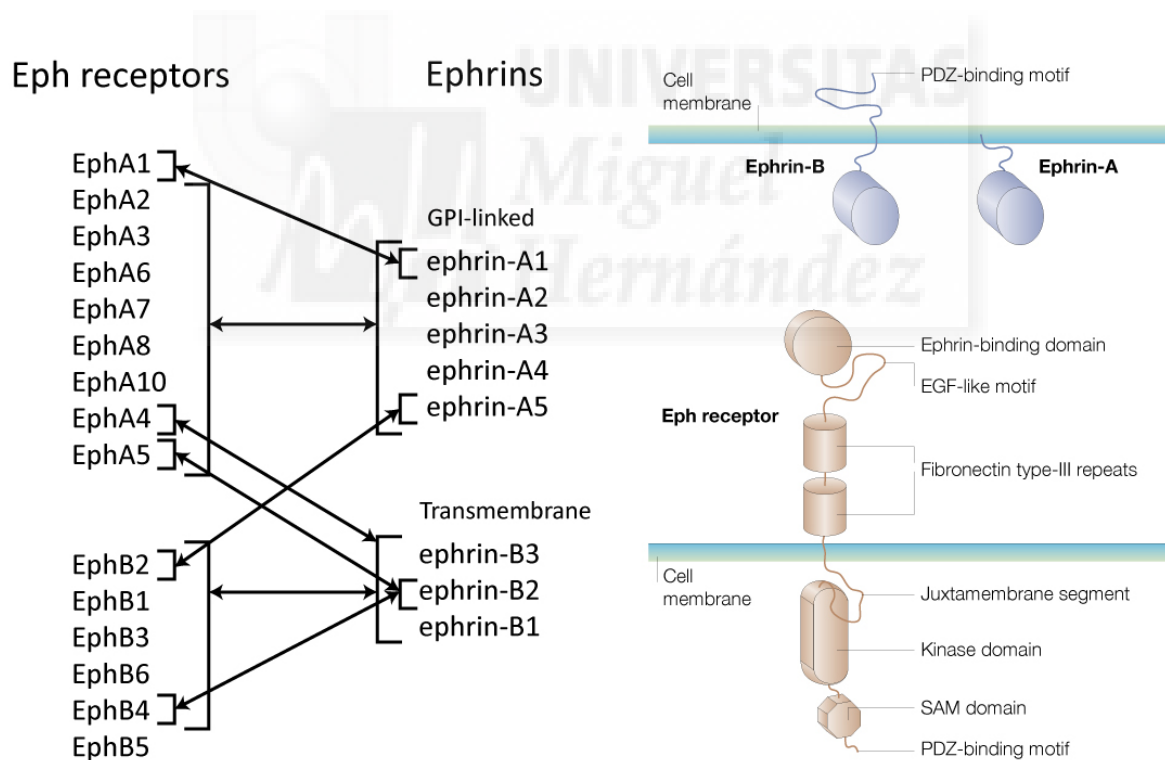 Eph receptors
Ephrins
UNIVERSITAS
Miguel
Hernández
EphA1
EphA2
EphA3
EphA6
EphA7
EphA8
EphA10
EphA4
EphA5
EphB2
EphB1
EphB3
EphB6
EphB4
EphB5
GPI-linked
ephrin-A1
ephrin-A2
ephrin-A3
ephrin-A4
ephrin-A5
Transmembrane
ephrin-B3
ephrin-B2
ephrin-B1
Cell
membrane
PDZ-binding motif
Ephrin-B
Ephrin-A
Ephrin-binding domain
EGF-like motif
Eph receptor
Fibronectin type-III repeats
Cell
membrane
Juxtamembrane segment
Kinase domain
SAM domain
PDZ-binding motif